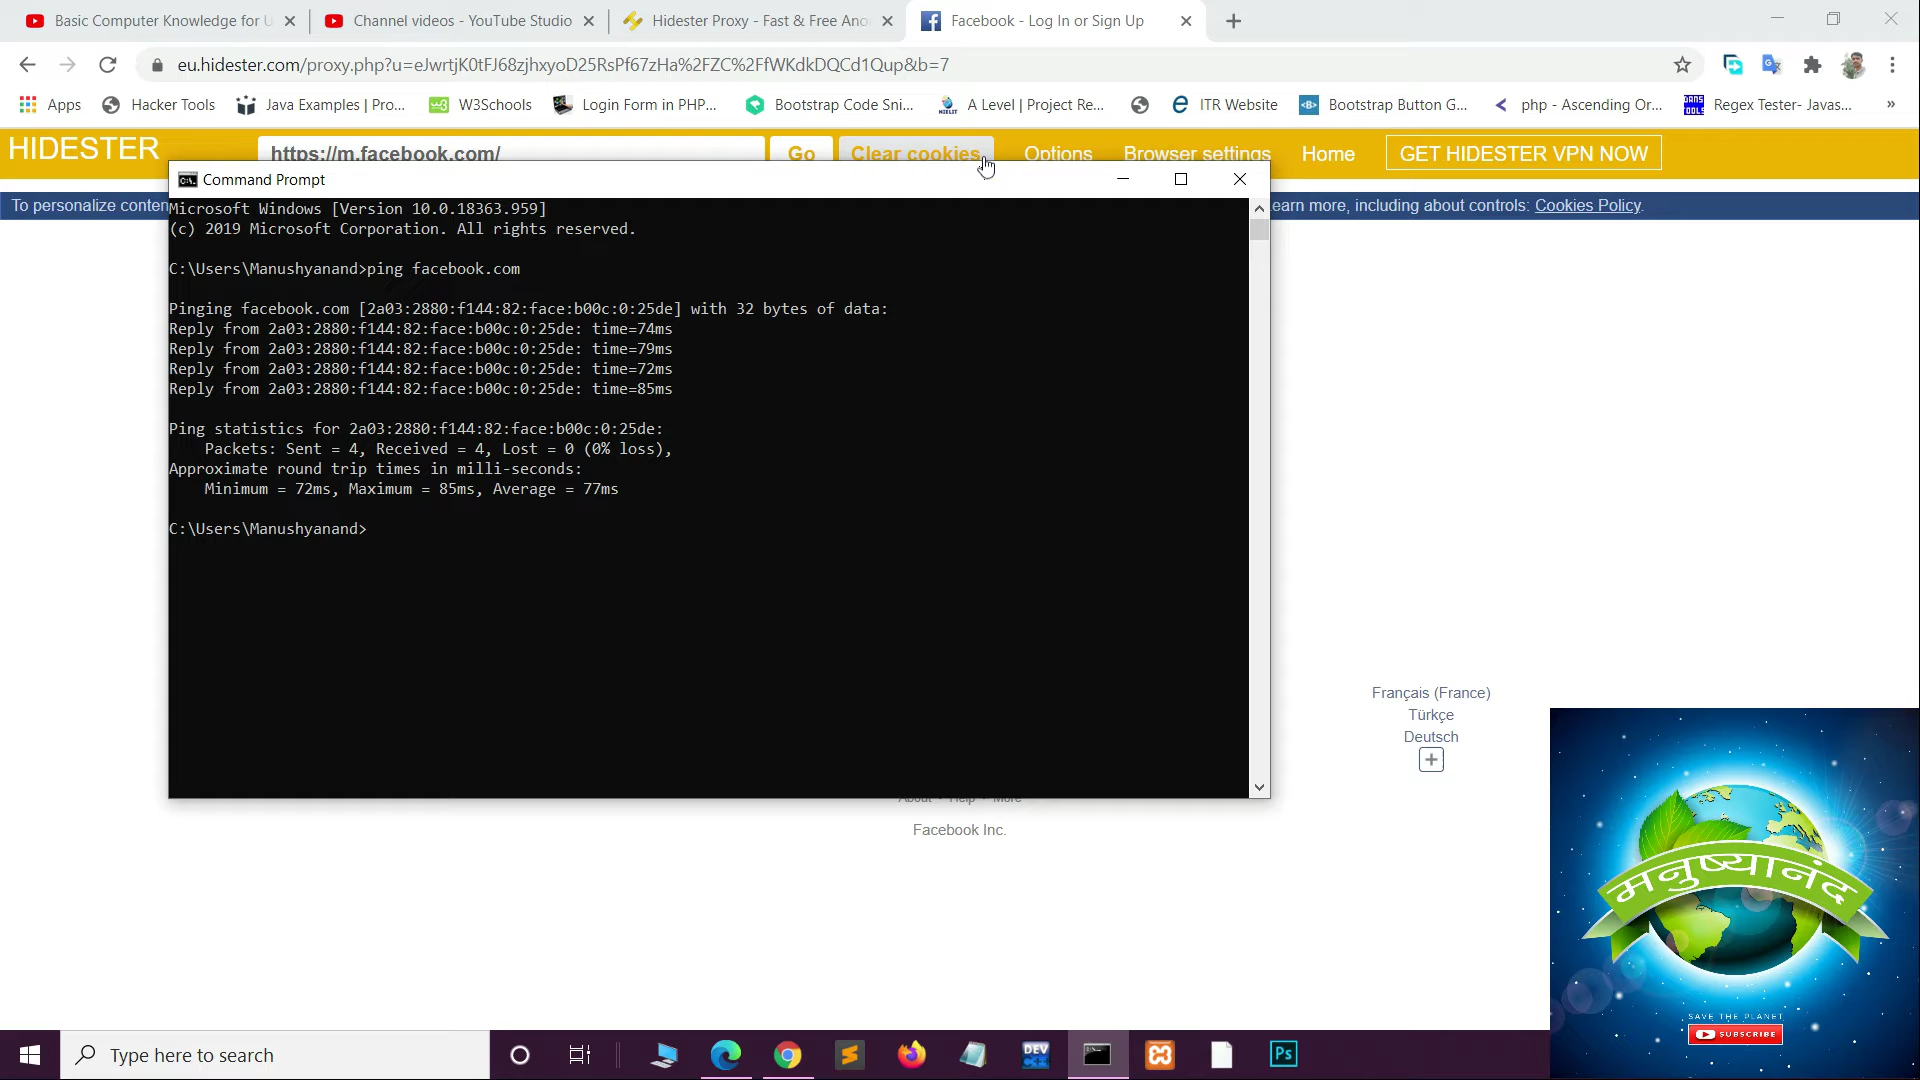 Basic Computer Knowledge for U
Channel videos - YouTube Studio
Hidester Proxy - Fast & Free Ano
Facebook - Log In or Sign Up
eu.hidester.com/proxy.php?u=eJwrtjK0tFJ68zjhxyoD25RsPf67zHa%2FZC%2FfWKdkDQCd1Qup&b=7
Apps
Hacker Tools
Java Examples | Pro...
W3Schools
Login Form in PHP...
Bootstrap Code Sni...
A Level | Project Re...
ITR Website
Bootstrap Button G...
php - Ascending Or...
Regex Tester- Javas...
»
HIDESTER
https://m.facebook.com/
Go
Clear cookies
Options
Browser settings
Home
GET HIDESTER VPN NOW
To personalize conten
earn more, including about controls: Cookies Policy.
Command Prompt
Microsoft Windows [Version 10.0.18363.959]
(c) 2019 Microsoft Corporation. All rights reserved.
C:\Users\Manushyanand>ping facebook.com
Pinging facebook.com [2a03:2880:f144:82:face:b00c:0:25de] with 32 bytes of data:
Reply from 2a03:2880:f144:82:face:b00c:0:25de: time=74ms
Reply from 2a03:2880:f144:82:face:b00c:0:25de: time=79ms
Reply from 2a03:2880:f144:82:face:b00c:0:25de: time=72ms
Reply from 2a03:2880:f144:82:face:b00c:0:25de: time=85ms
Ping statistics for 2a03:2880:f144:82:face:b00c:0:25de:
Packets: Sent = 4, Received = 4, Lost = 0 (0% loss),
Approximate round trip times in milli-seconds:
Minimum = 72ms, Maximum = 85ms, Average = 77ms
C:\Users\Manushyanand>
Français (France)
Türkçe
Deutsch
About · Help · More
Facebook Inc.
मनुष्यानंद
SAVE THE PLANET
SUBSCRIBE
Type here to search
DEV
Ps